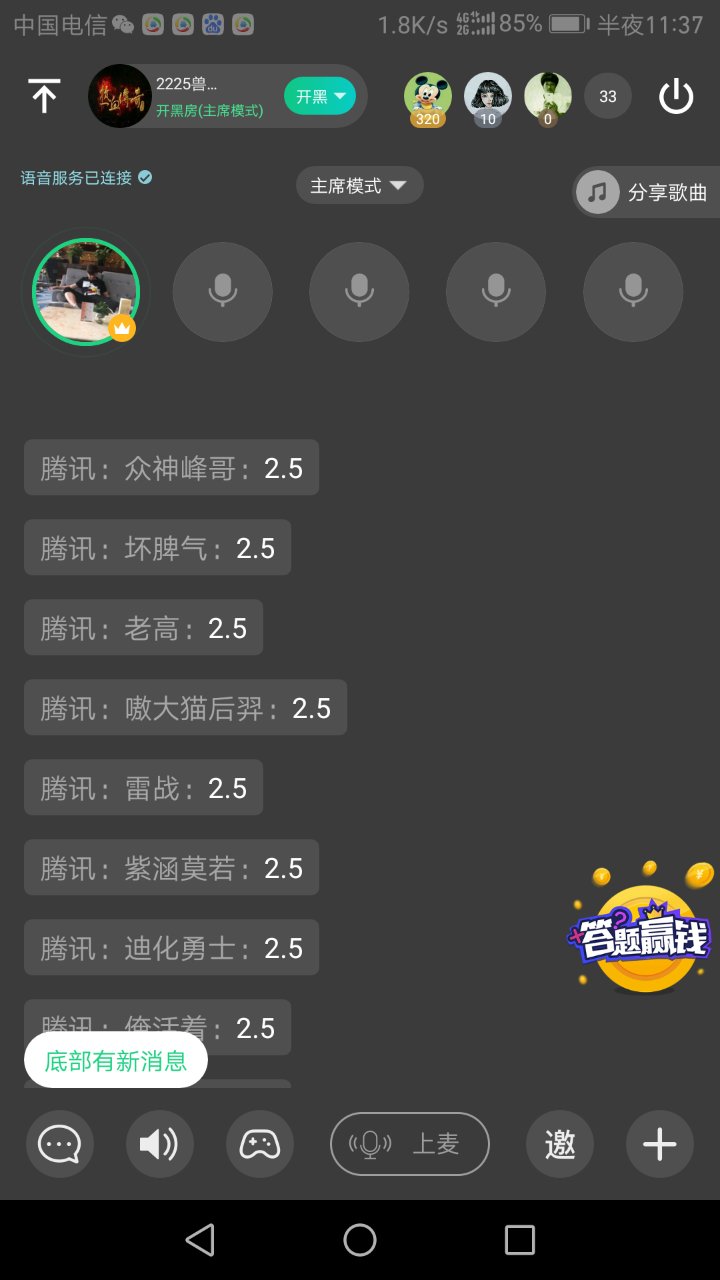 中国电信 1.8K/s 4G 2G 85% 半夜11:37
2225兽...
开黑房(主席模式)
开黑
320
10
0
33
语音服务已连接
主席模式
分享歌曲
腾讯：众神峰哥：2.5
腾讯：坏脾气：2.5
腾讯：老高：2.5
腾讯：嗷大猫后羿：2.5
腾讯：雷战：2.5
腾讯：紫涵莫若：2.5
答题赢钱
腾讯：迪化勇士：2.5
腾讯：俺活着：2.5
底部有新消息
上麦
邀